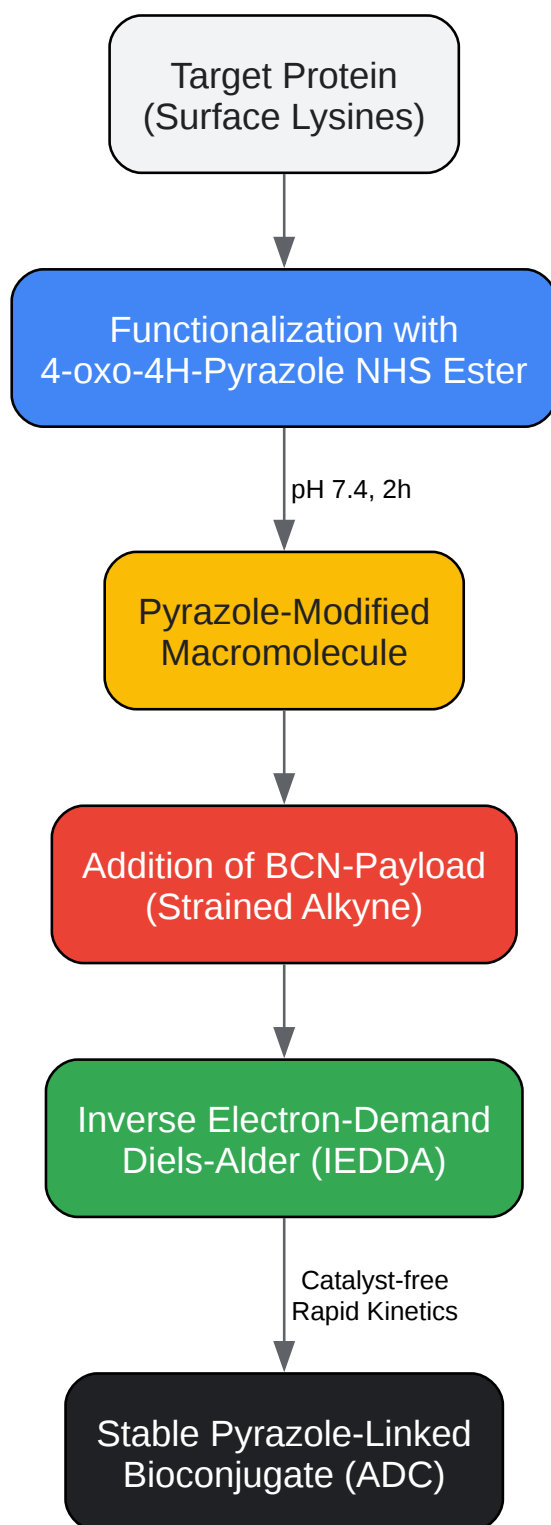 Target Protein
(Surface Lysines)
Functionalization with
4-oxo-4H-Pyrazole NHS Ester
pH 7.4, 2h
Pyrazole-Modified
Macromolecule
Addition of BCN-Payload
(Strained Alkyne)
Inverse Electron-Demand
Diels-Alder (IEDDA)
Catalyst-free
Rapid Kinetics
Stable Pyrazole-Linked
Bioconjugate (ADC)